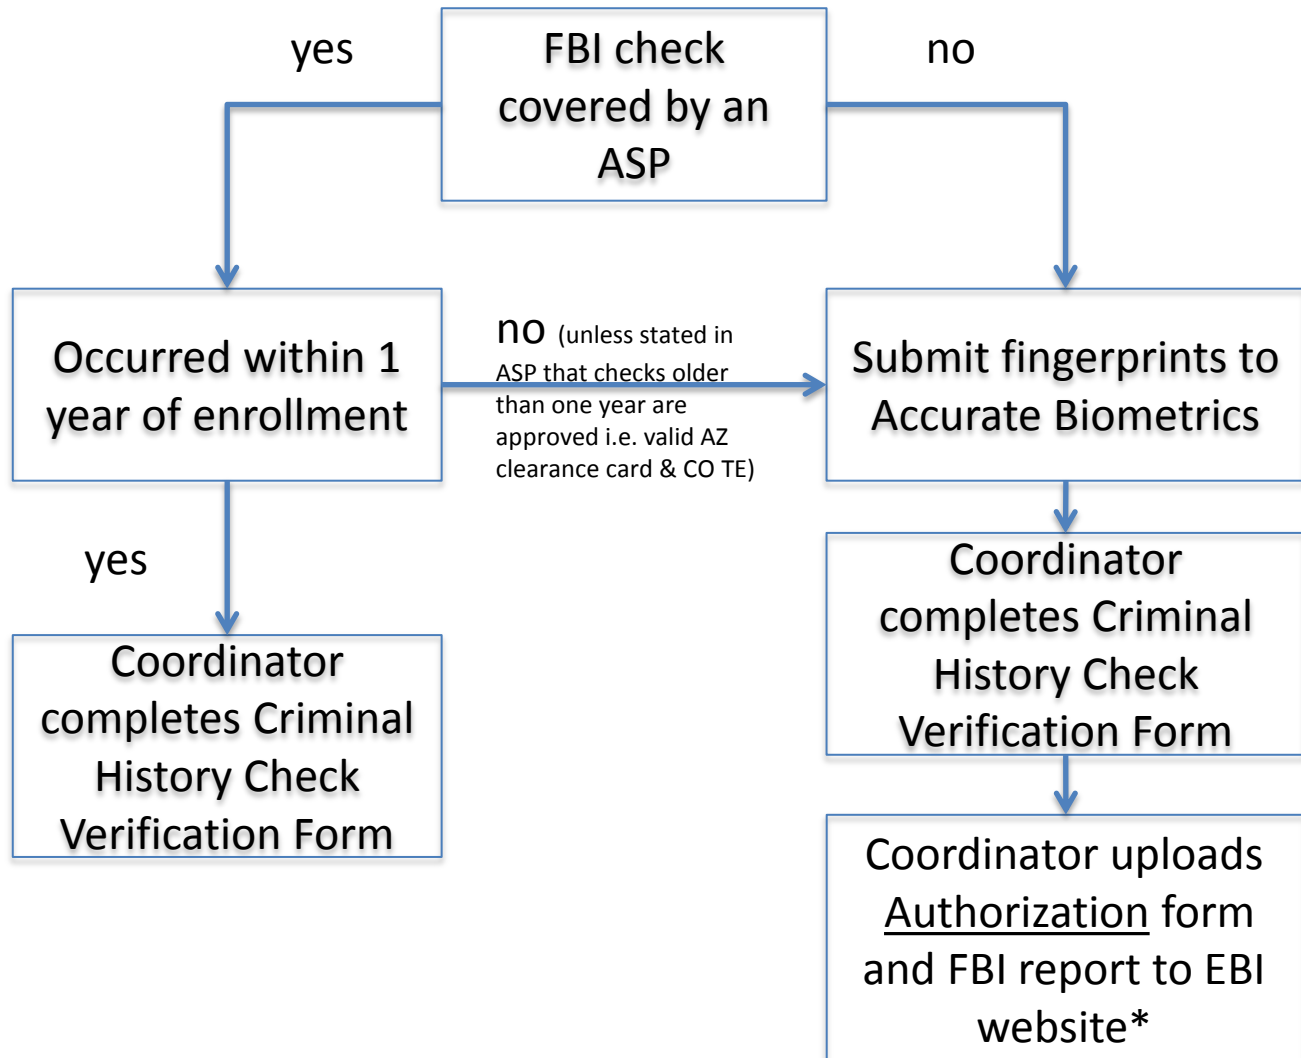 yes
FBI check
covered by an
ASP
no
Occurred within 1
year of enrollment
no (unless stated in
ASP that checks older
than one year are
approved i.e. valid AZ
clearance card & CO TE)
Submit fingerprints to
Accurate Biometrics
yes
Coordinator
completes Criminal
History Check
Verification Form
Coordinator
completes Criminal
History Check
Verification Form
Coordinator uploads
Authorization form
and FBI report to EBI
website*